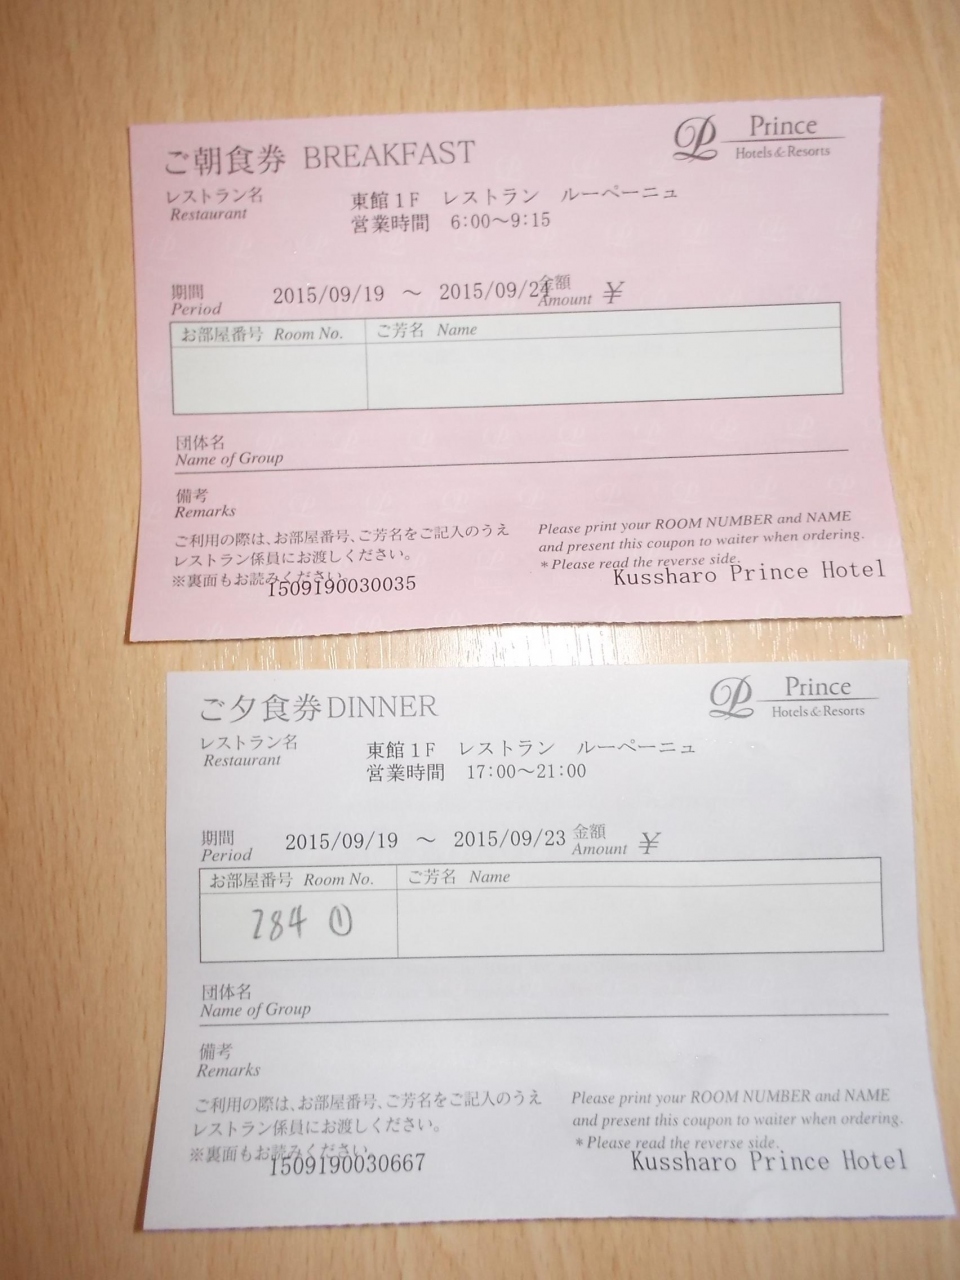 ご朝食券 BREAKFAST
Prince
Hotels & Resorts
レストラン名
Restaurant
東館1F レストラン ルーペーニュ
営業時間 6:00〜9:15
期間
Period
2015/09/19 〜 2015/09/24
金額
Amount ¥
お部屋番号 Room No. ご芳名 Name
団体名
Name of Group
備考
Remarks
ご利用の際は、お部屋番号、ご芳名をご記入のうえ
レストラン係員にお渡しください。
※裏面もお読みください。
1509190030035
Please print your ROOM NUMBER and NAME
and present this coupon to waiter when ordering.
*Please read the reverse side.
Kussharo Prince Hotel
ご夕食券 DINNER
Prince
Hotels & Resorts
レストラン名
Restaurant
東館1F レストラン ルーペーニュ
営業時間 17:00〜21:00
期間
Period
2015/09/19 〜 2015/09/23
金額
Amount ¥
お部屋番号 Room No. ご芳名 Name
284 ①
団体名
Name of Group
備考
Remarks
ご利用の際は、お部屋番号、ご芳名をご記入のうえ
レストラン係員にお渡しください。
※裏面もお読みください。
1509190030667
Please print your ROOM NUMBER and NAME
and present this coupon to waiter when ordering.
*Please read the reverse side.
Kussharo Prince Hotel